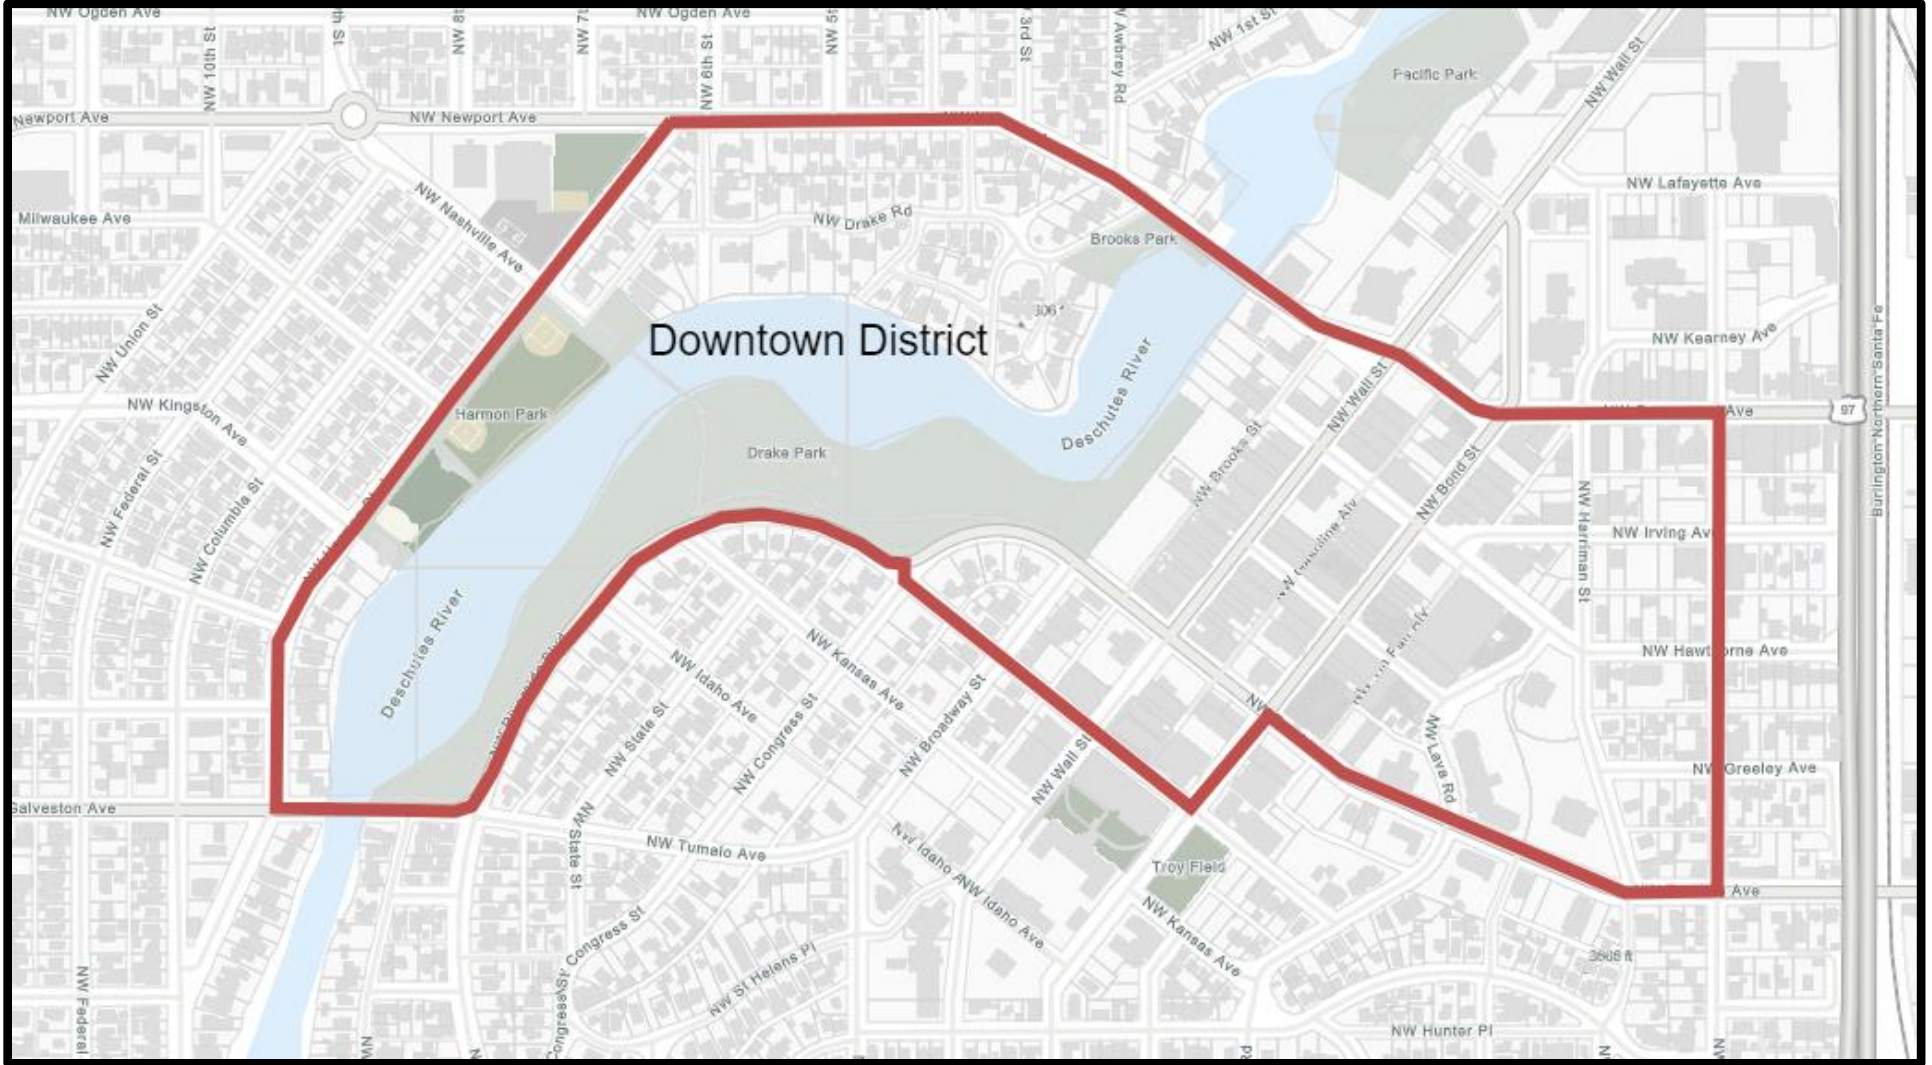 NW Ogden Ave
NW Ogden Ave
NW 10th St
NW 6th St
NW Awbrey Rd
NW 1st St
Pacific Park
NW Wall St
Newport Ave
NW Newport Ave
NW Lafayette Ave
Milwaukee Ave
NW Nashville Ave
NW Drake Rd
Brooks Park
NW Union St
Downtown District
NW Kearney Ave
Burlington Northern Santa Fe
NW Kingston Ave
Harmon Park
Drake Park
Deschutes River
NW Wall St
Ave
97
NW Brooks St
NW Bond St
NW Federal St
NW Columbia St
NW Harriman St
NW Irving Av
Deschutes River
NW Kansas Ave
NW Idaho Ave
NW State St
NW Congress St
NW Broadway St
NW Wall St
NW Lava Rd
NW Greeley Ave
Galveston Ave
NW State St
NW Tumalo Ave
NW Idaho
NW Idaho Ave
Troy Field
Ave
NW Kansas Ave
Congress St
NW St Helens Pl
NW Federal
NW Hunter Pl
NW
NW
Rd
NW
NW